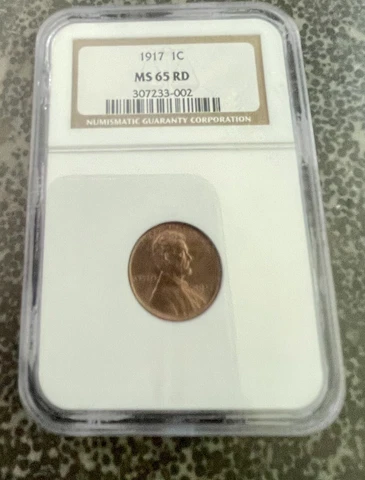 1917 1C
MS 65 RD
307233-002
NUMISMATIC GUARANTY CORPORATION